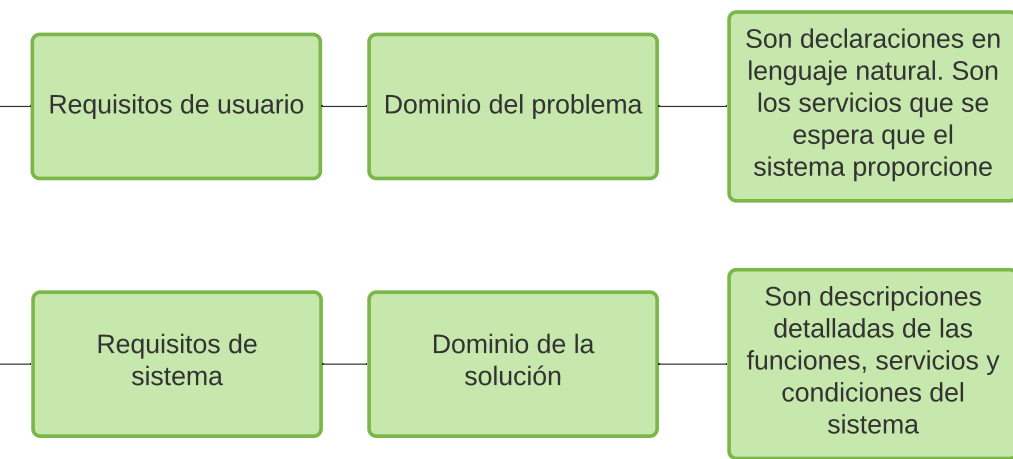 Requisitos de usuario
Dominio del problema
Son declaraciones en
lenguaje natural. Son
los servicios que se
espera que el
sistema proporcione
Requisitos de
sistema
Dominio de la
solución
Son descripciones
detalladas de las
funciones, servicios y
condiciones del
sistema